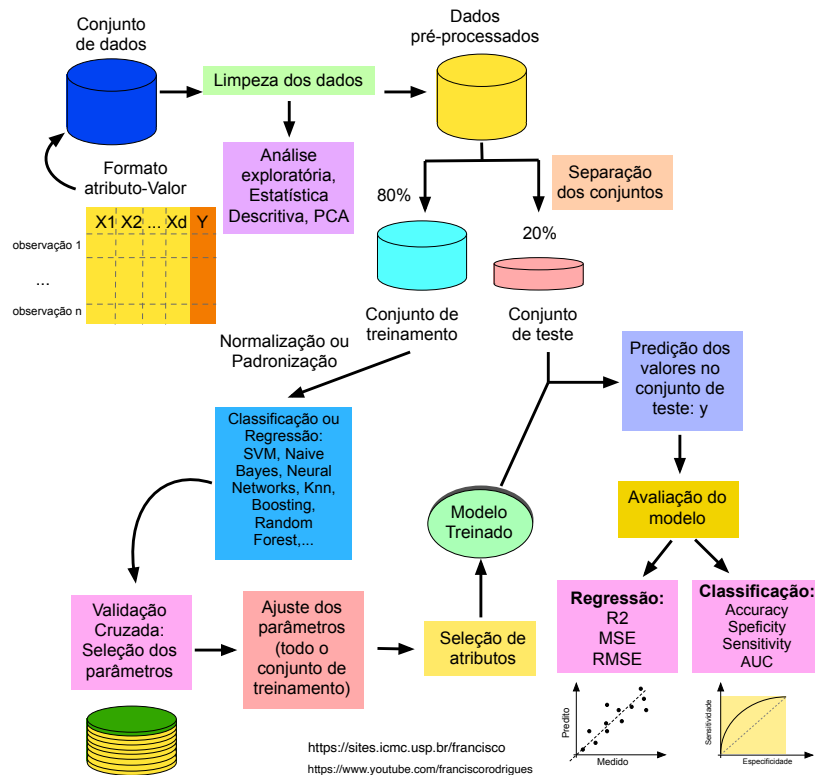 Conjunto
de dados
Limpeza dos dados
Dados
pré-processados
Formato
atributo-Valor
X1 X2 ... Xd Y
observação 1
...
observação n
Análise
exploratória,
Estatística
Descritiva, PCA
Separação
dos conjuntos
80%
20%
Conjunto de
treinamento
Conjunto
de teste
Normalização ou
Padronização
Predição dos
valores no
conjunto de
teste: y
Classificação ou
Regressão:
SVM, Naive
Bayes, Neural
Networks, Knn,
Boosting,
Random
Forest,...
Modelo
Treinado
Avaliação do
modelo
Validação
Cruzada:
Seleção dos
parâmetros
Ajuste dos
parâmetros
(todo o
conjunto de
treinamento)
Seleção de
atributos
Regressão:
R2
MSE
RMSE
Classificação:
Accuracy
Speficity
Sensitivity
AUC
Predito
Medido
Sensitividade
Especificidade
https://sites.icmc.usp.br/francisco
https://www.youtube.com/franciscorodrigues